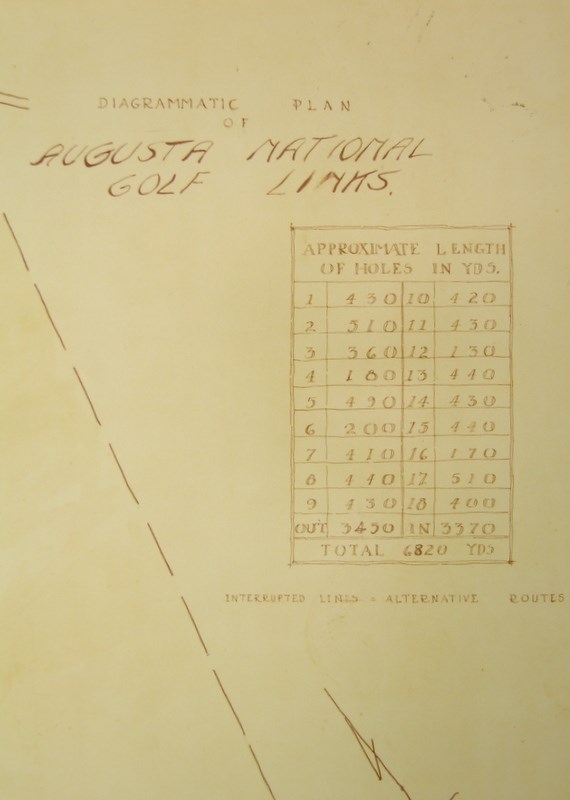 DIAGRAMMATIC PLAN
OF
AUGUSTA NATIONAL
GOLF LINKS.
APPROXIMATE LENGTH
OF HOLES IN YDS.
1 430 10 420
2 510 11 430
3 360 12 130
4 180 13 440
5 490 14 430
6 200 15 440
7 410 16 170
8 440 17 510
9 430 18 400
OUT 3450 IN 3370
TOTAL 6820 YDS
INTERRUPTED LINES = ALTERNATIVE ROUTES